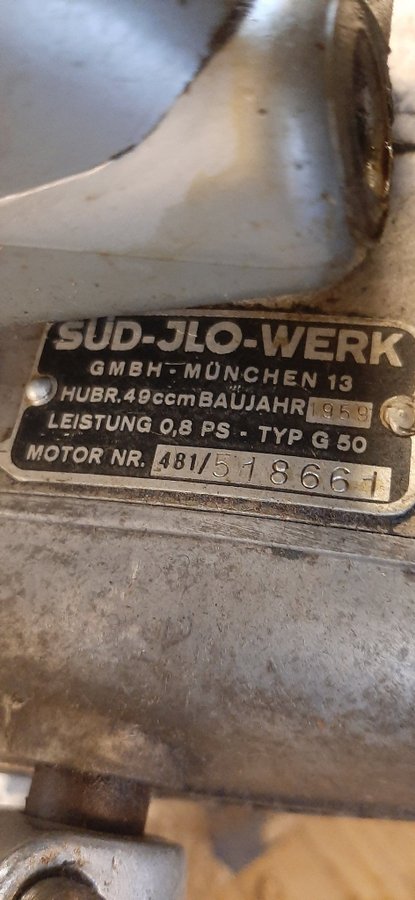 SÜD-JLO-WERK
GMBH - MÜNCHEN 13
HUBR. 49ccm BAUJAHR 1959
LEISTUNG 0,8 PS - TYP G 50
MOTOR NR. 481/518661